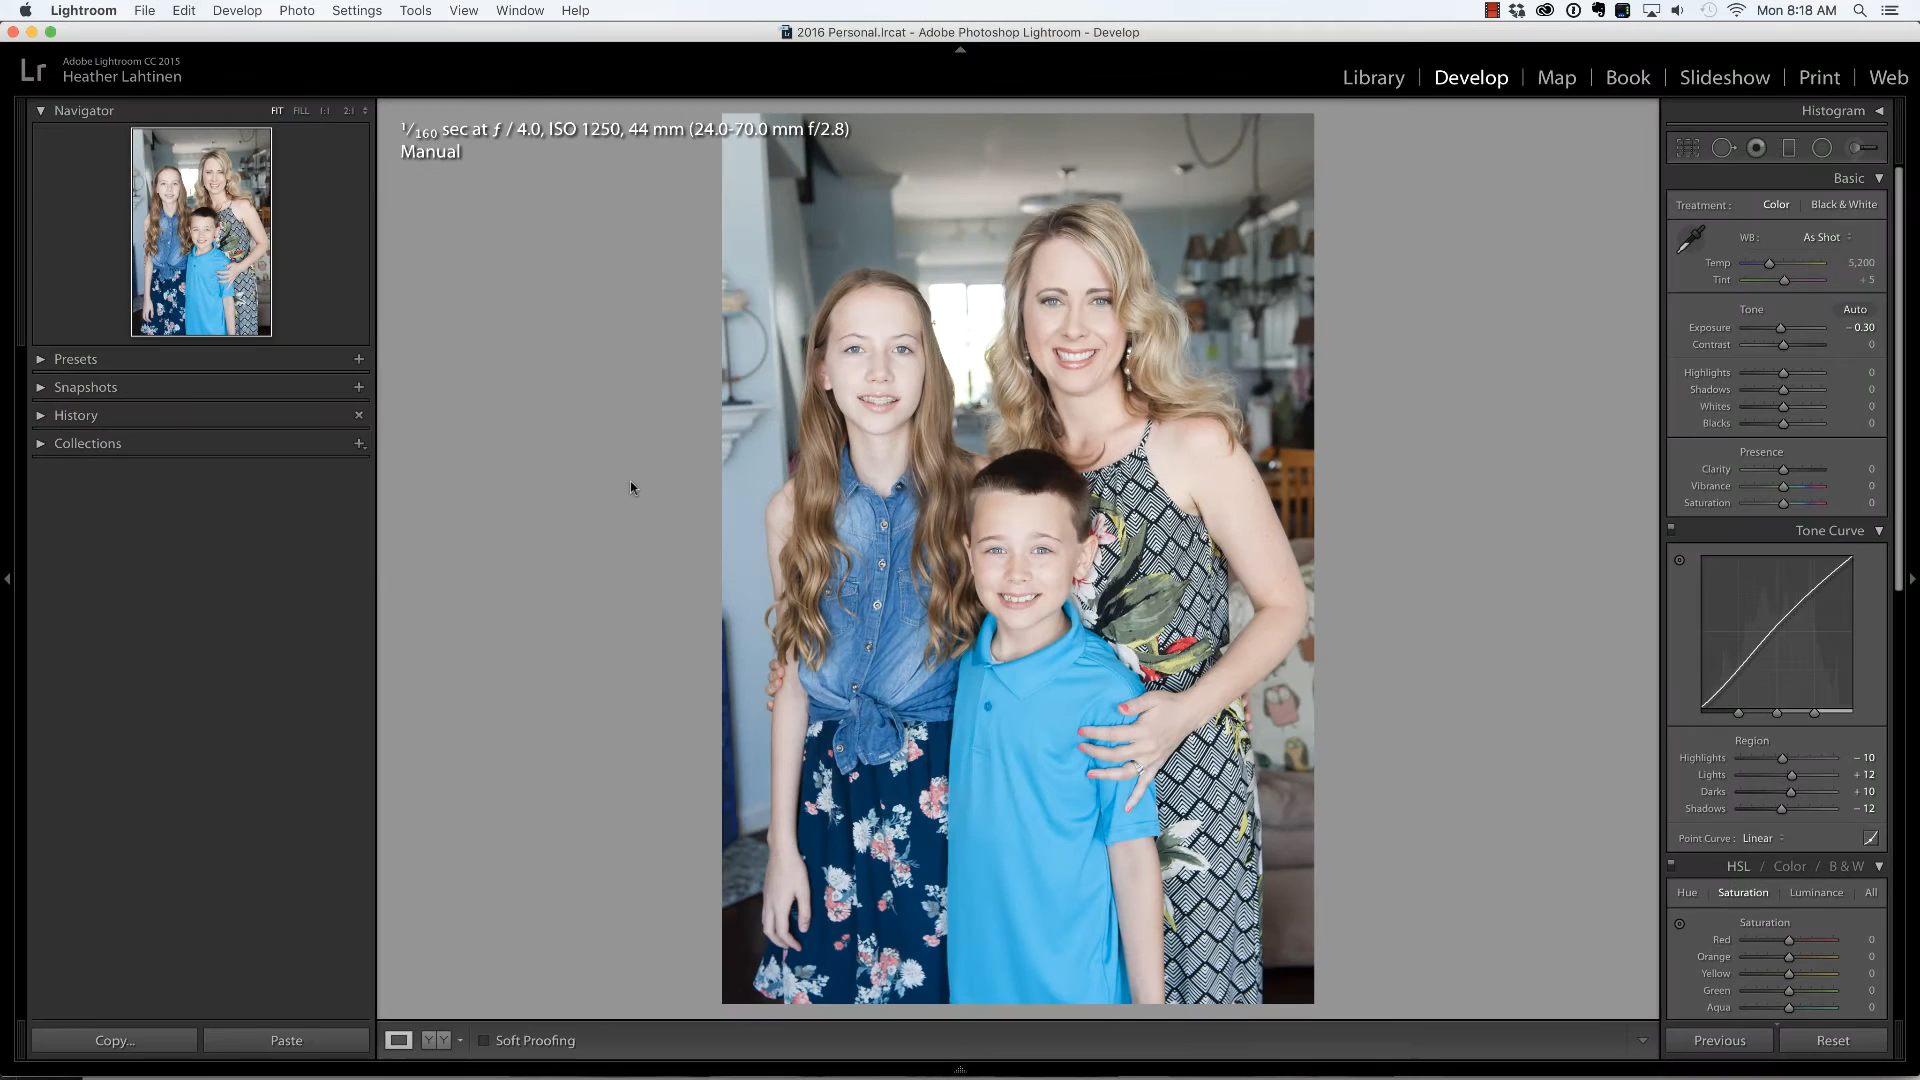 Lightroom File Edit Develop Photo Settings Tools View Window Help Mon 8:18 AM
2016 Personal.lrcat - Adobe Photoshop Lightroom - Develop
Lr Adobe Lightroom CC 2015
Heather Lahtinen
Library | Develop | Map | Book | Slideshow | Print | Web
Navigator FIT FILL 1:1 2:1
Presets +
Snapshots +
History ×
Collections +
Copy... Paste
1/160 sec at ƒ / 4.0, ISO 1250, 44 mm (24.0-70.0 mm f/2.8)
Manual
Y Y Soft Proofing
Histogram
Basic
Treatment : Color | Black & White
WB : As Shot
Temp 5,200
Tint + 5
Tone Auto
Exposure − 0.30
Contrast 0
Highlights 0
Shadows 0
Whites 0
Blacks 0
Presence
Clarity 0
Vibrance 0
Saturation 0
Tone Curve
Region
Highlights − 10
Lights + 12
Darks + 10
Shadows − 12
Point Curve : Linear
HSL / Color / B & W
Hue Saturation Luminance All
Saturation
Red 0
Orange 0
Yellow 0
Green 0
Aqua 0
Previous Reset